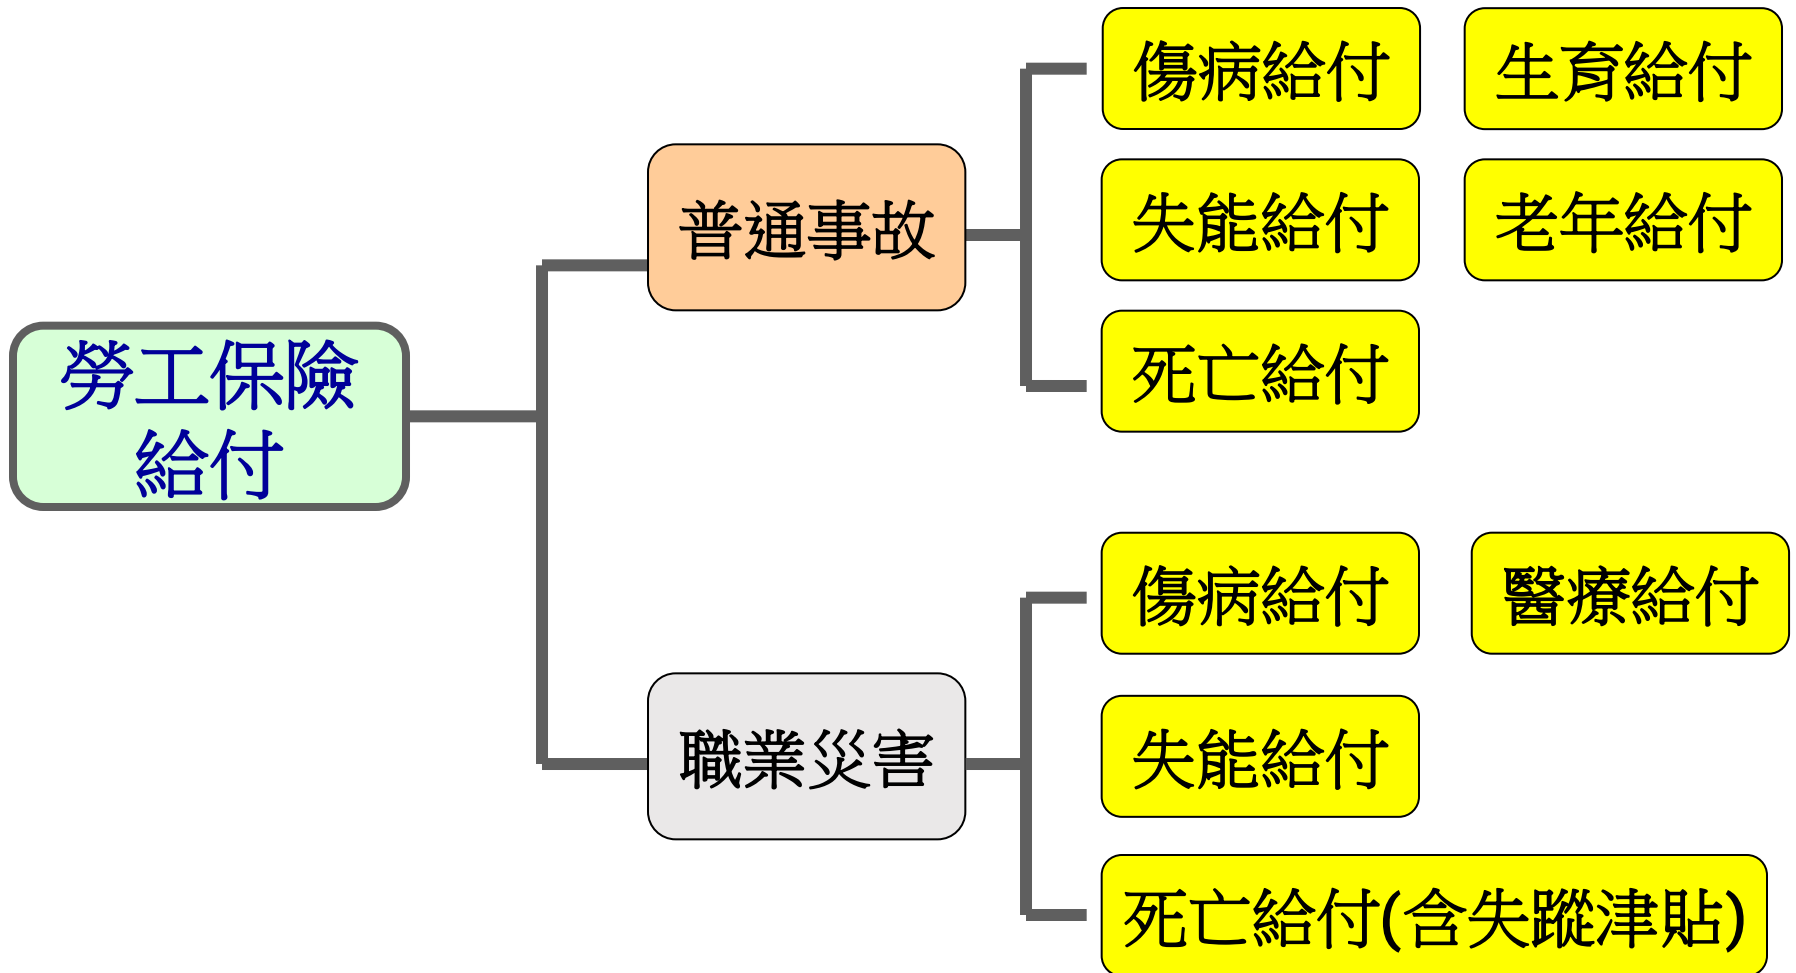 勞工保險
給付
普通事故
傷病給付
生育給付
失能給付
老年給付
死亡給付
職業災害
傷病給付
醫療給付
失能給付
死亡給付(含失蹤津貼)